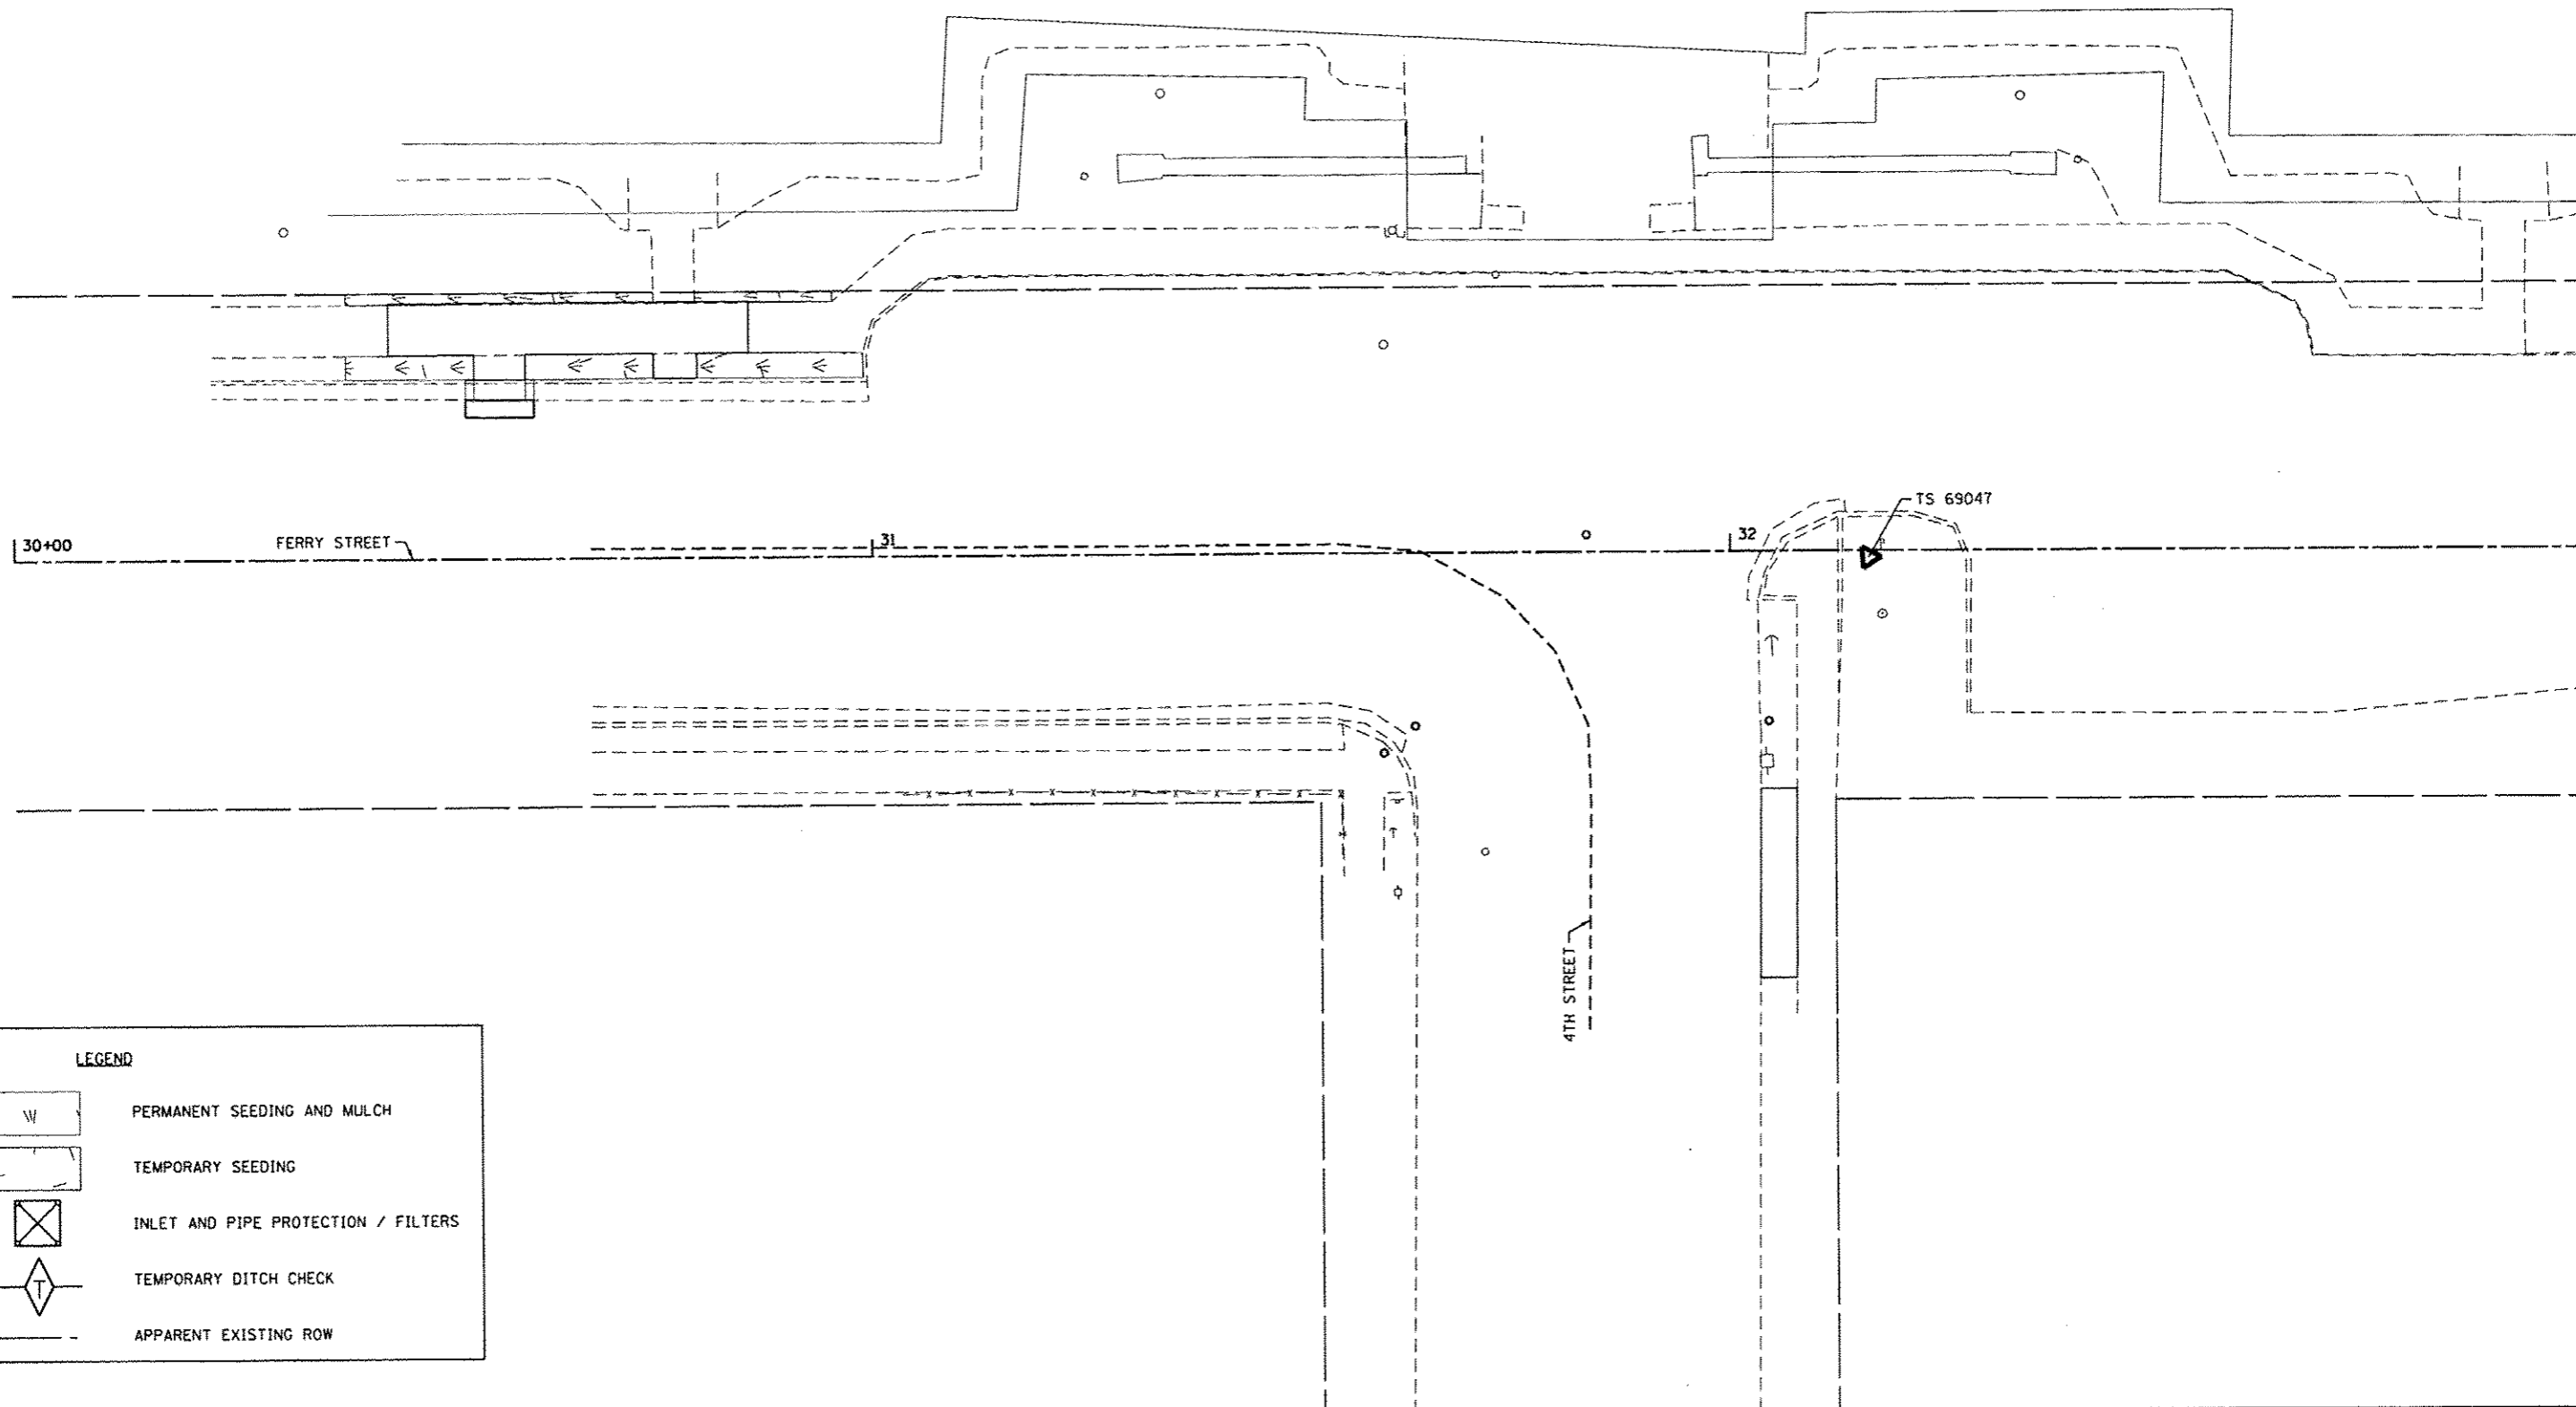 TS 69047
30+00
FERRY STREET
31
32
4TH STREET
LEGEND
PERMANENT SEEDING AND MULCH
TEMPORARY SEEDING
INLET AND PIPE PROTECTION / FILTERS
T
TEMPORARY DITCH CHECK
APPARENT EXISTING ROW